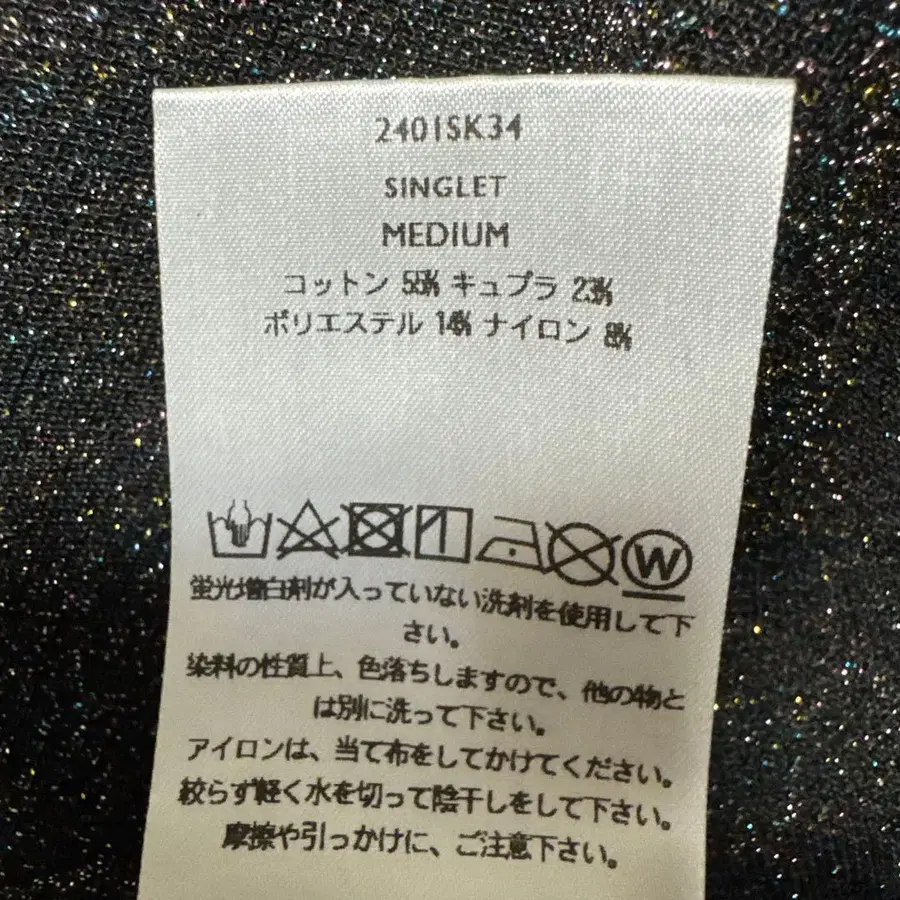 2401SK34
SINGLET
MEDIUM
コットン 55% キュプラ 23%
ポリエステル 14% ナイロン 8%
W
蛍光増白剤が入っていない洗剤を使用して下
さい。
染料の性質上、色落ちしますので、他の物と
は別に洗って下さい。
アイロンは、当て布をしてかけてください。
絞らず軽く水を切って陰干しをして下さい。
摩擦や引っかけに、ご注意下さい。